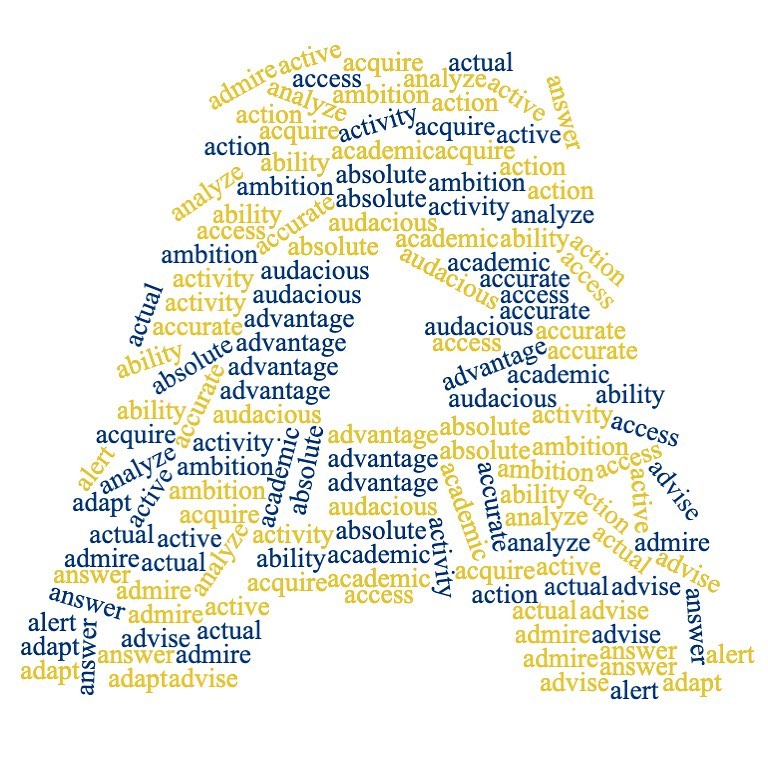 active acquire actual
admire access analyze active
analyze ambition action answer
action activity acquire active
acquire
action academic acquire
ability absolute action
analyze ambition ambition action
absolute activity analyze
ability accurate audacious
access academic ability action
absolute
ambition audacious academic access
activity audacious accurate
audacious access
activity advantage accurate
actual accurate audacious accurate
advantage access accurate
ability absolute advantage advantage academic
advantage audacious ability
ability accurate audacious activity
acquire activity advantage absolute access
alert analyze academic absolute advantage absolute ambition access
ambition ambition advise
adapt active ambition advantage academic accurate ability action active
acquire audacious analyze
actual active activity absolute activity analyze actual admire
admire actual analyze ability academic advise
answer acquire academic acquire active
admire access action actual advise
answer admire active actual advise answer
alert advise actual admire advise
adapt answer answer admire admire answer alert
adapt adapt advise answer
advise alert adapt